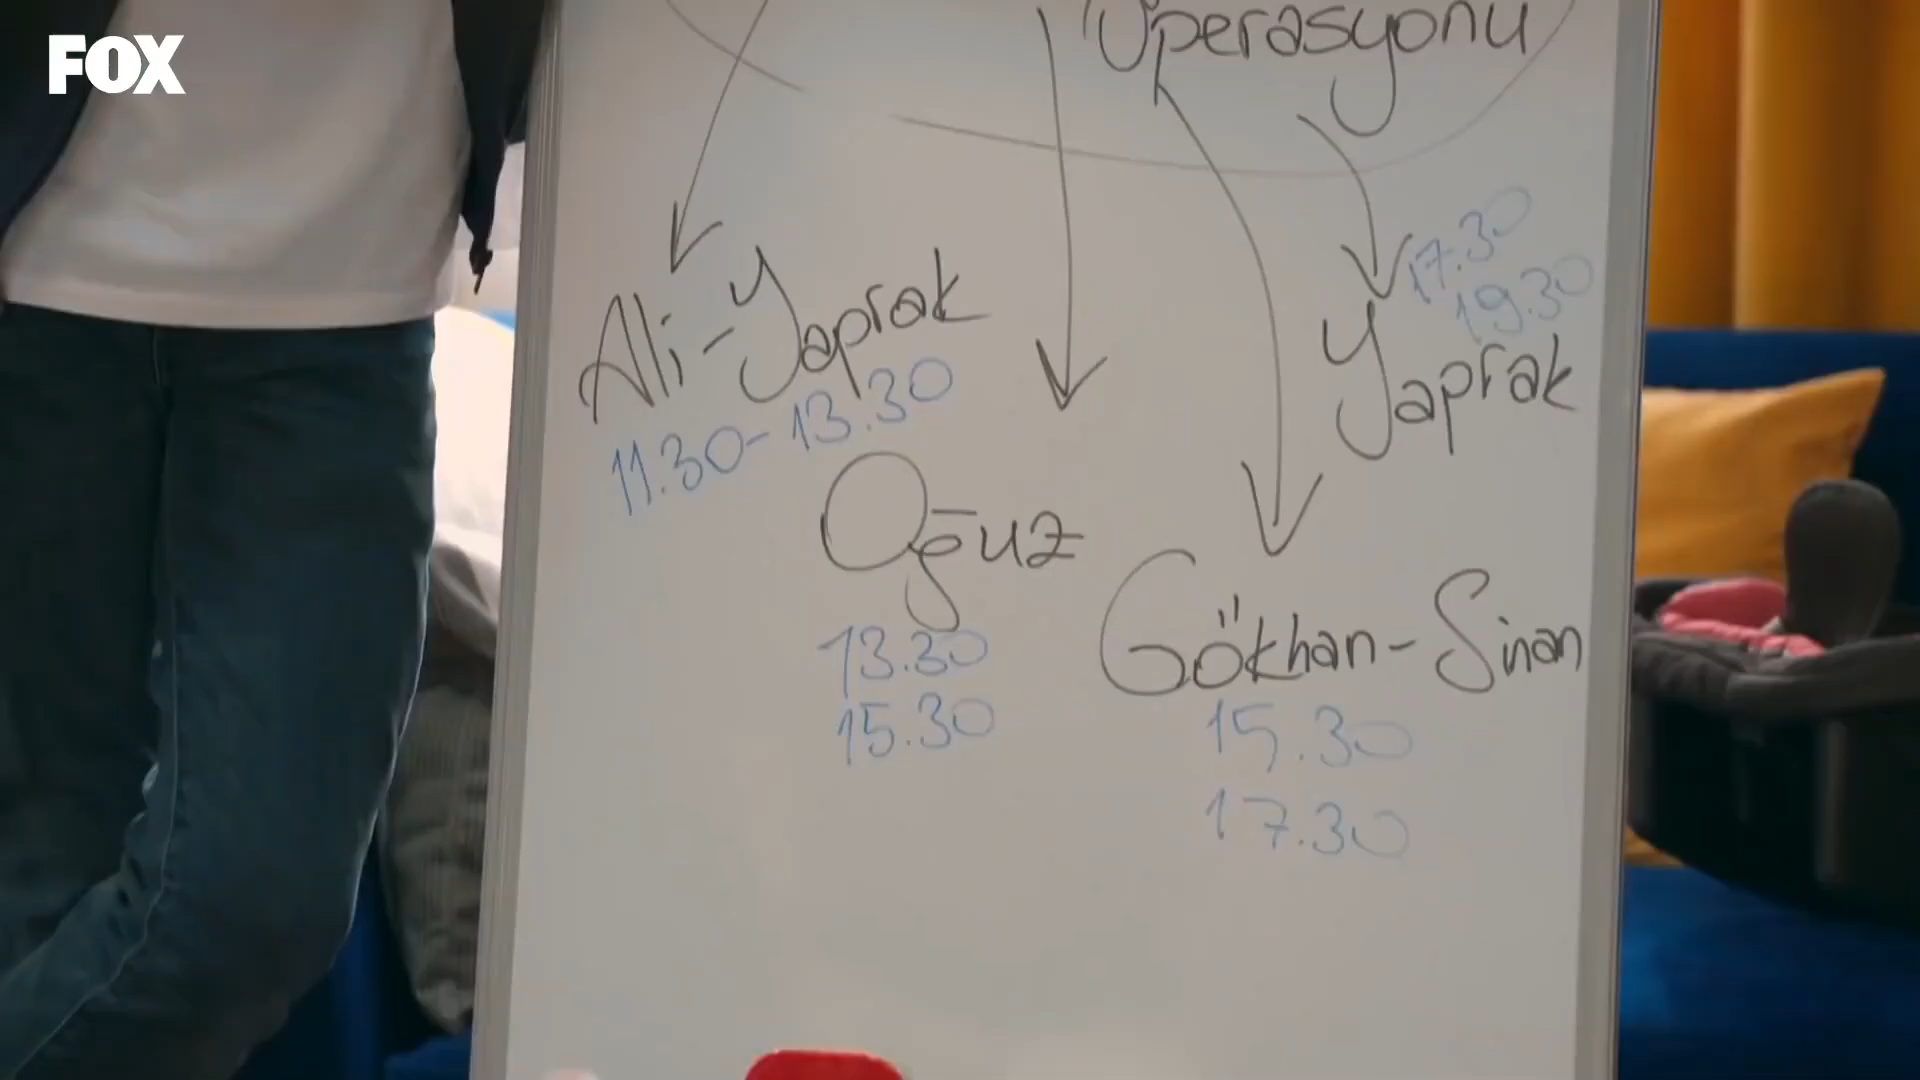 FOX
Operasyonu
Ali-Yaprak
11.30-13.30
Oğuz
13.30
15.30
Gökhan-Sinan
15.30
17.30
17.30
19.30
Yaprak